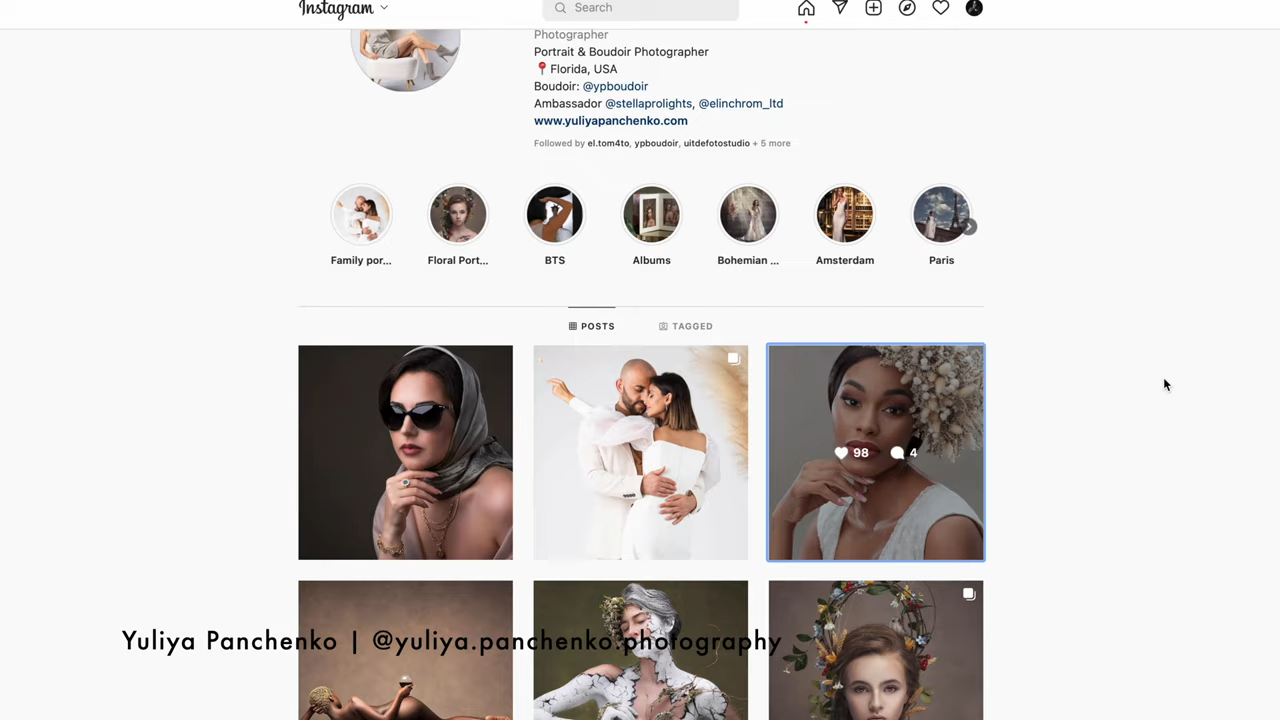 Instagram
Search
Photographer
Portrait & Boudoir Photographer
📍Florida, USA
Boudoir: @ypboudoir
Ambassador @stellaprolights, @elinchrom_ltd
www.yuliyapanchenko.com
Followed by el.tom4to, ypboudoir, uitdefotostudio + 5 more
Family por... Floral Port... BTS Albums Bohemian ... Amsterdam Paris
POSTS TAGGED
98 4
Yuliya Panchenko | @yuliya.panchenko.photography